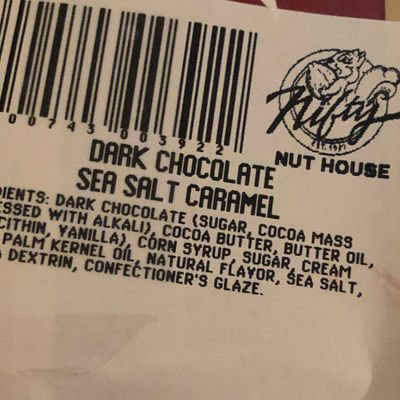 00743 003922
Nifty
EST. 1937
NUT HOUSE
DARK CHOCOLATE
SEA SALT CARAMEL
DIENTS: DARK CHOCOLATE (SUGAR, COCOA MASS
ESSED WITH ALKALI), COCOA BUTTER, BUTTER OIL,
CITHIN, VANILLA), CORN SYRUP, SUGAR, CREAM
PALM KERNEL OIL, NATURAL FLAVOR, SEA SALT,
DEXTRIN, CONFECTIONER'S GLAZE.